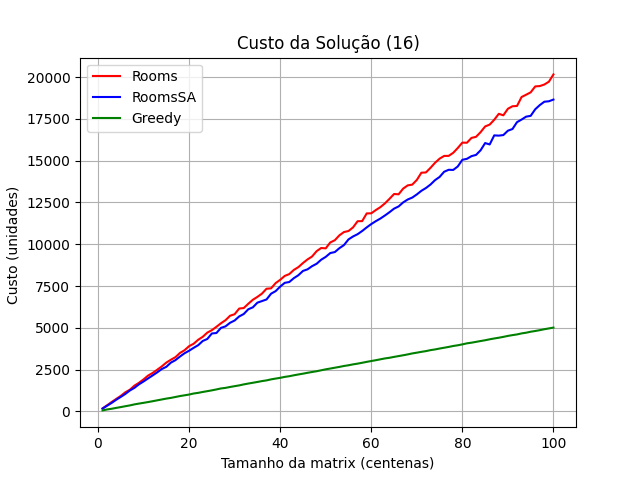 Custo da Solução (16)
Rooms
RoomsSA
Greedy
Custo (unidades)
20000
17500
15000
12500
10000
7500
5000
2500
0
0 20 40 60 80 100
Tamanho da matrix (centenas)